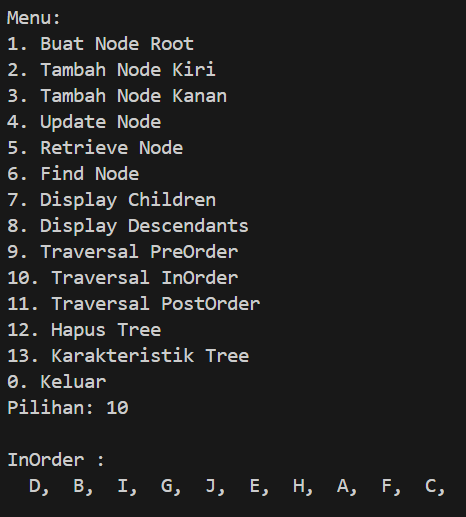 Menu:
1. Buat Node Root
2. Tambah Node Kiri
3. Tambah Node Kanan
4. Update Node
5. Retrieve Node
6. Find Node
7. Display Children
8. Display Descendants
9. Traversal PreOrder
10. Traversal InOrder
11. Traversal PostOrder
12. Hapus Tree
13. Karakteristik Tree
0. Keluar
Pilihan: 10
InOrder :
D, B, I, G, J, E, H, A, F, C,